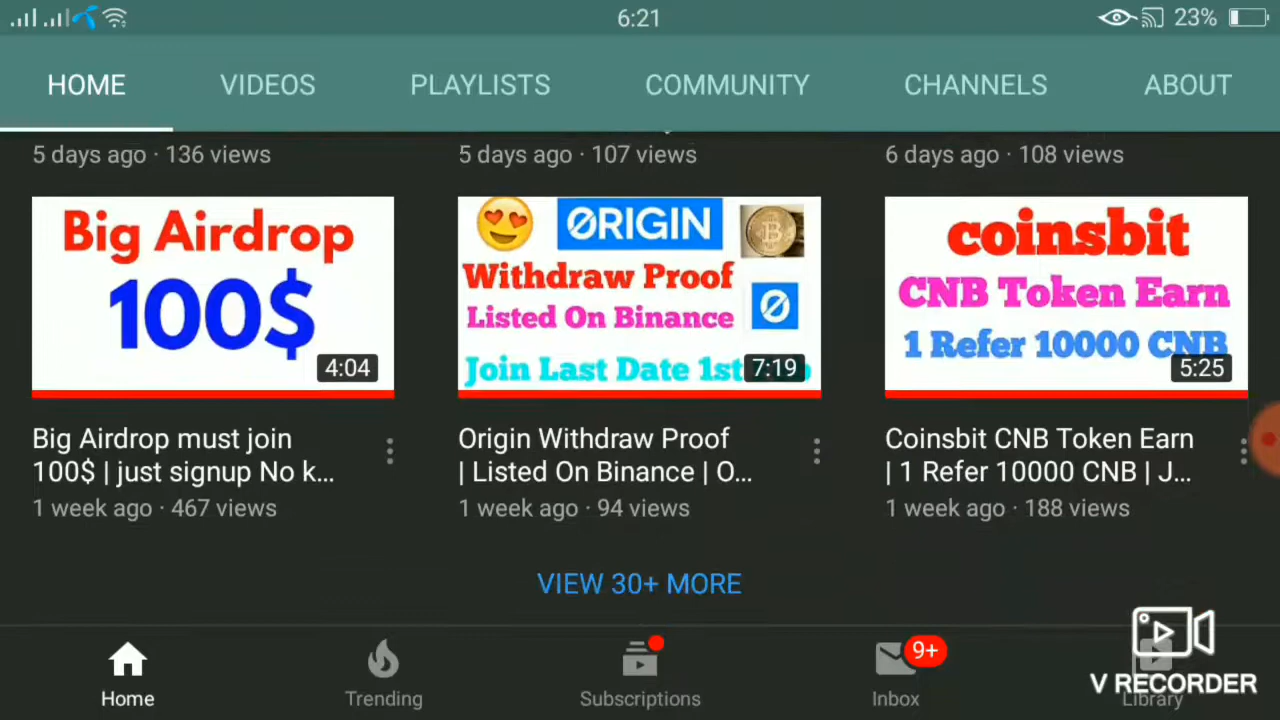 6:21
23%
HOME VIDEOS PLAYLISTS COMMUNITY CHANNELS ABOUT
5 days ago · 136 views
5 days ago · 107 views
6 days ago · 108 views
Big Airdrop
100$
4:04
Big Airdrop must join
100$ | just signup No k...
1 week ago · 467 views
ORIGIN
Withdraw Proof
Listed On Binance
Join Last Date 1st
7:19
Origin Withdraw Proof
| Listed On Binance | O...
1 week ago · 94 views
coinsbit
CNB Token Earn
1 Refer 10000 CNB
5:25
Coinsbit CNB Token Earn
| 1 Refer 10000 CNB | J...
1 week ago · 188 views
VIEW 30+ MORE
9+
Home Trending Subscriptions Inbox Library
V RECORDER